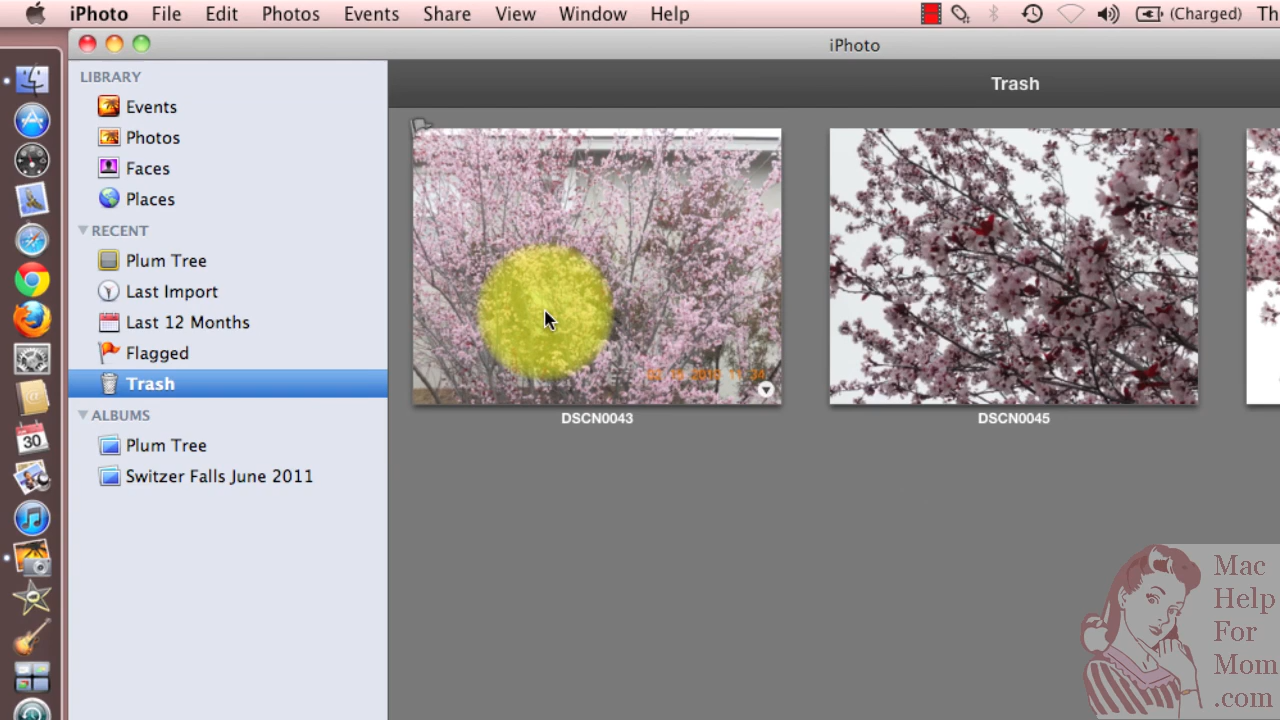 iPhoto File Edit Photos Events Share View Window Help (Charged) Th
iPhoto
LIBRARY
Events
Photos
Faces
Places
RECENT
Plum Tree
Last Import
Last 12 Months
Flagged
Trash
ALBUMS
Plum Tree
Switzer Falls June 2011
Trash
DSCN0043
DSCN0045
30
Mac
Help
For
Mom
.com